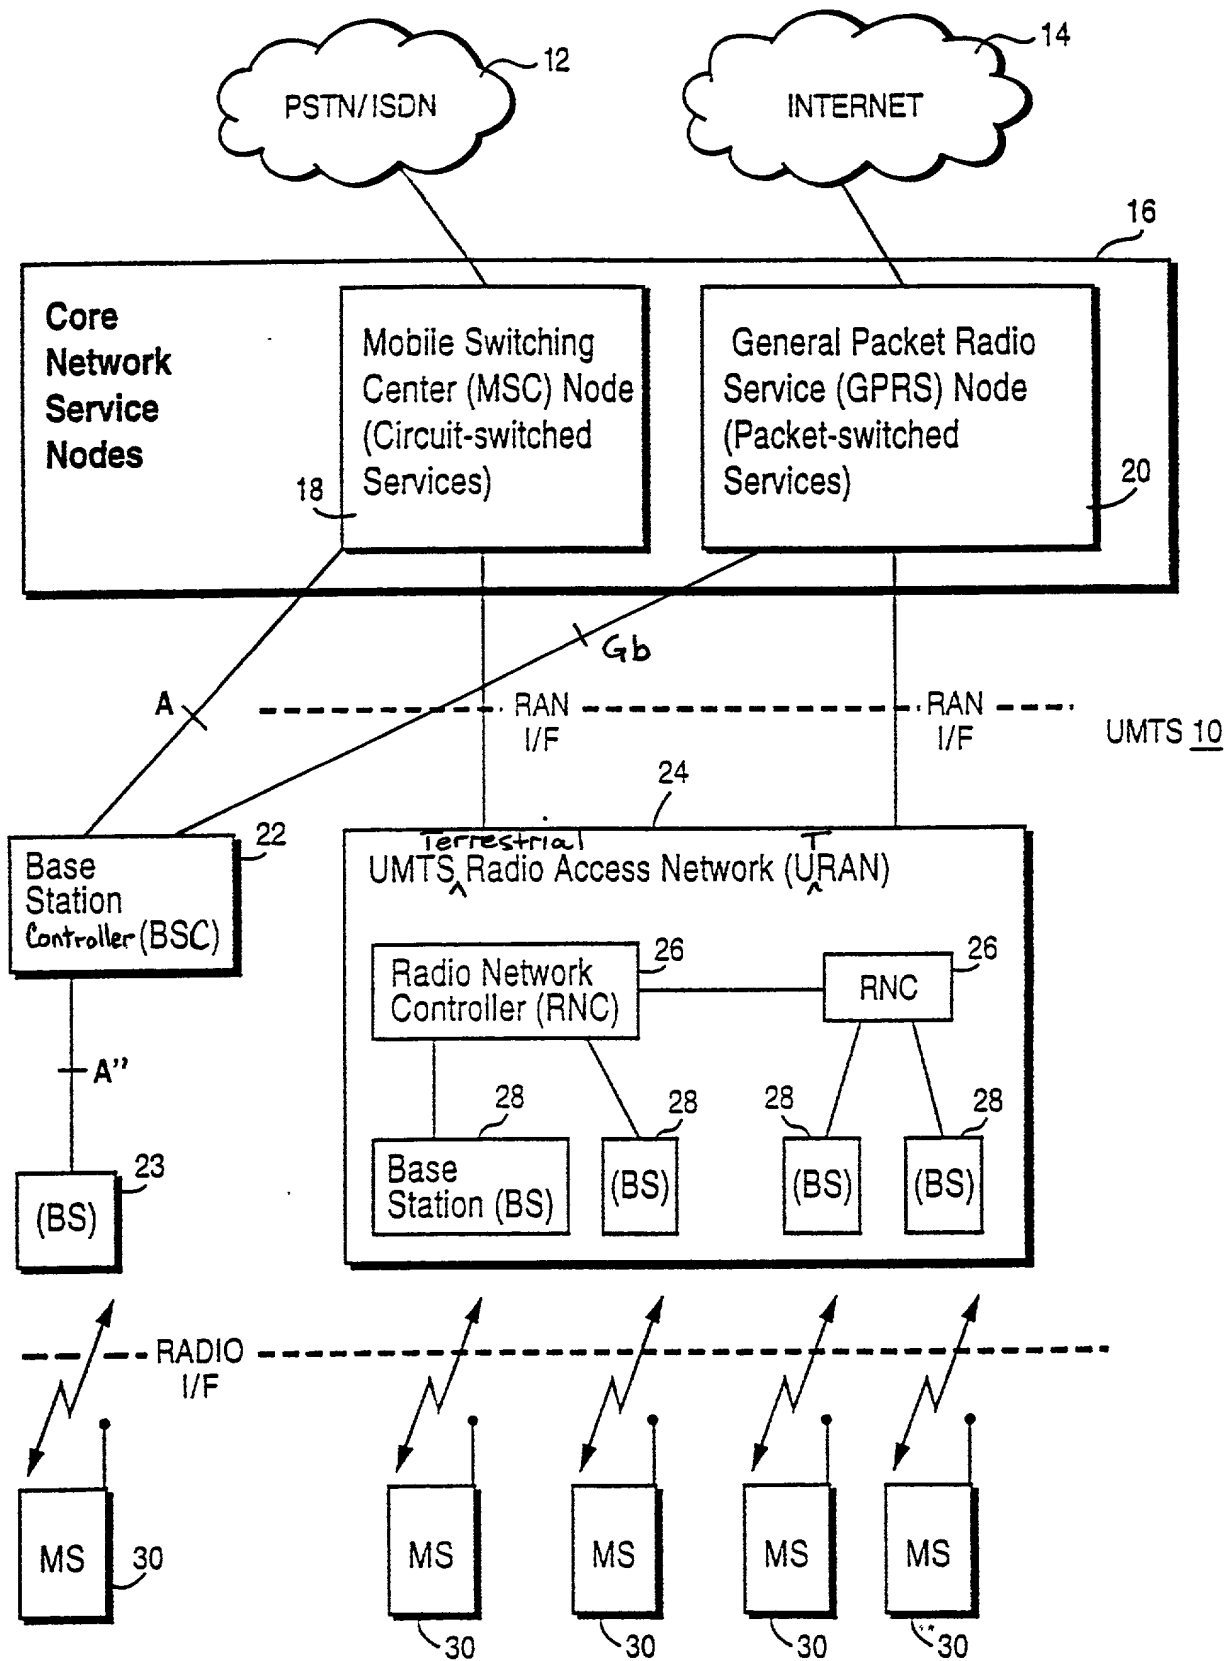 12
14
PSTN/ISDN
INTERNET
16
Core
Network
Service
Nodes
Mobile Switching
Center (MSC) Node
(Circuit-switched
Services)
18
General Packet Radio
Service (GPRS) Node
(Packet-switched
Services)
20
Gb
A
RAN
I/F
RAN
I/F
UMTS 10
24
22
Base
Station
Controller (BSC)
Terrestrial
T
UMTS^Radio Access Network (U^RAN)
26
Radio Network
Controller (RNC)
26
RNC
A''
28
28
28
28
23
(BS)
Base
Station (BS)
(BS)
(BS)
(BS)
RADIO
I/F
MS
30
MS
MS
MS
MS
30
30
30
30